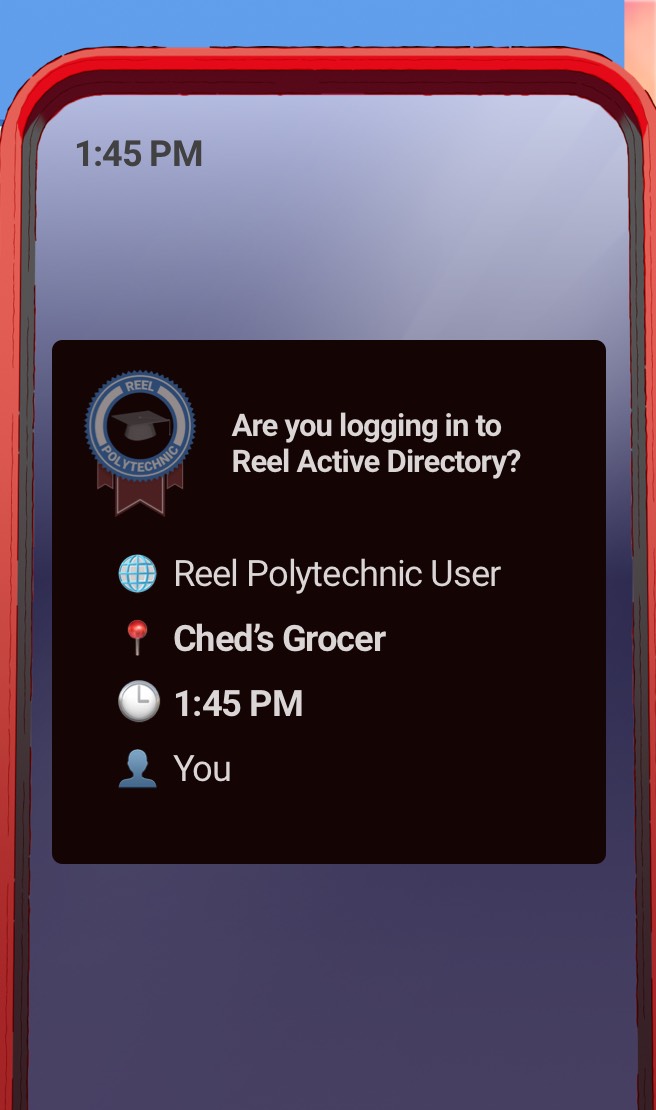 1:45 PM
REEL
POLYTECHNIC
Are you logging in to
Reel Active Directory?
Reel Polytechnic User
Ched’s Grocer
1:45 PM
You